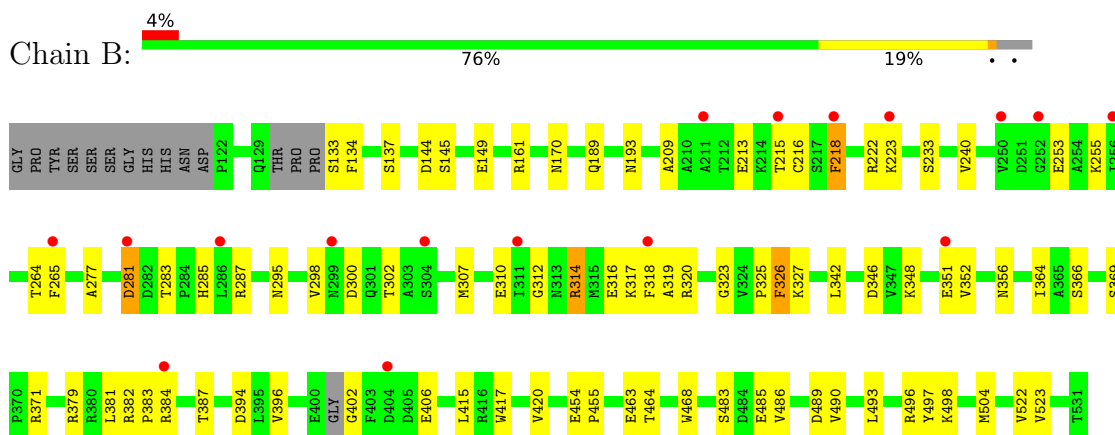 4%
Chain B:
76% 19% • •
GLY PRO TYR SER SER SER GLY HIS HIS ASN ASP P122 Q129 THR PRO PRO S133 F134 S137 D144 S145 E149 R161 N170 Q189 N193 A209 A210 A211 T212 E213 K214 T215 C216 S217 F218 R222 K223 S233 V240 V250 D251 G252 E253 A254 K255 I256
T264 F265 A277 D281 D282 T283 P284 H285 L286 R287 N295 V298 N299 D300 Q301 T302 A303 S304 M307 E310 I311 G312 N313 R314 M315 E316 K317 F318 A319 R320 G323 V324 P325 F326 K327 L342 D346 V347 K348 E351 V352 N356 I364 A365 S366 S369
P370 R371 R379 R380 L381 R382 P383 R384 T387 D394 L395 V396 E400 GLY G402 F403 D404 D405 E406 L415 R416 W417 V420 E454 P455 E463 T464 W468 S483 D484 E485 V486 D489 V490 L493 R496 Y497 K498 M504 V522 V523 T531